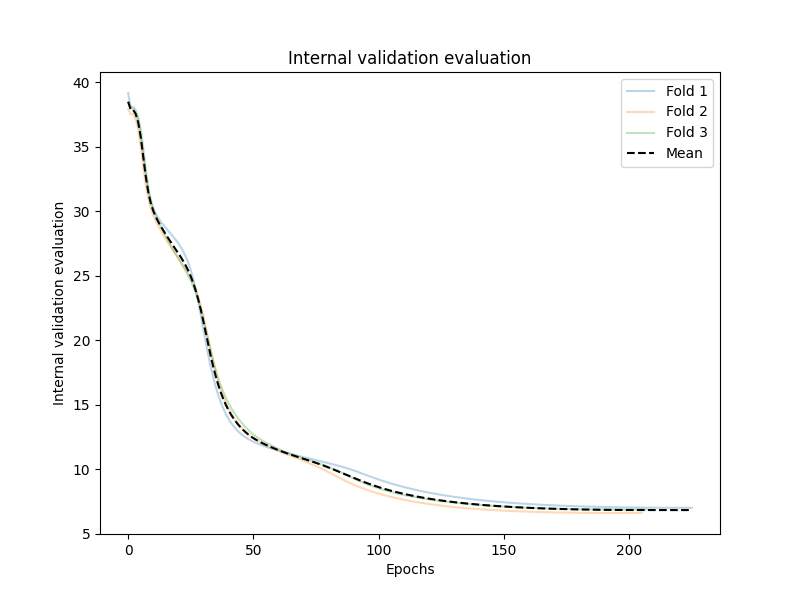 Internal validation evaluation
Fold 1
Fold 2
Fold 3
Mean
Internal validation evaluation
40
35
30
25
20
15
10
5
0 50 100 150 200
Epochs